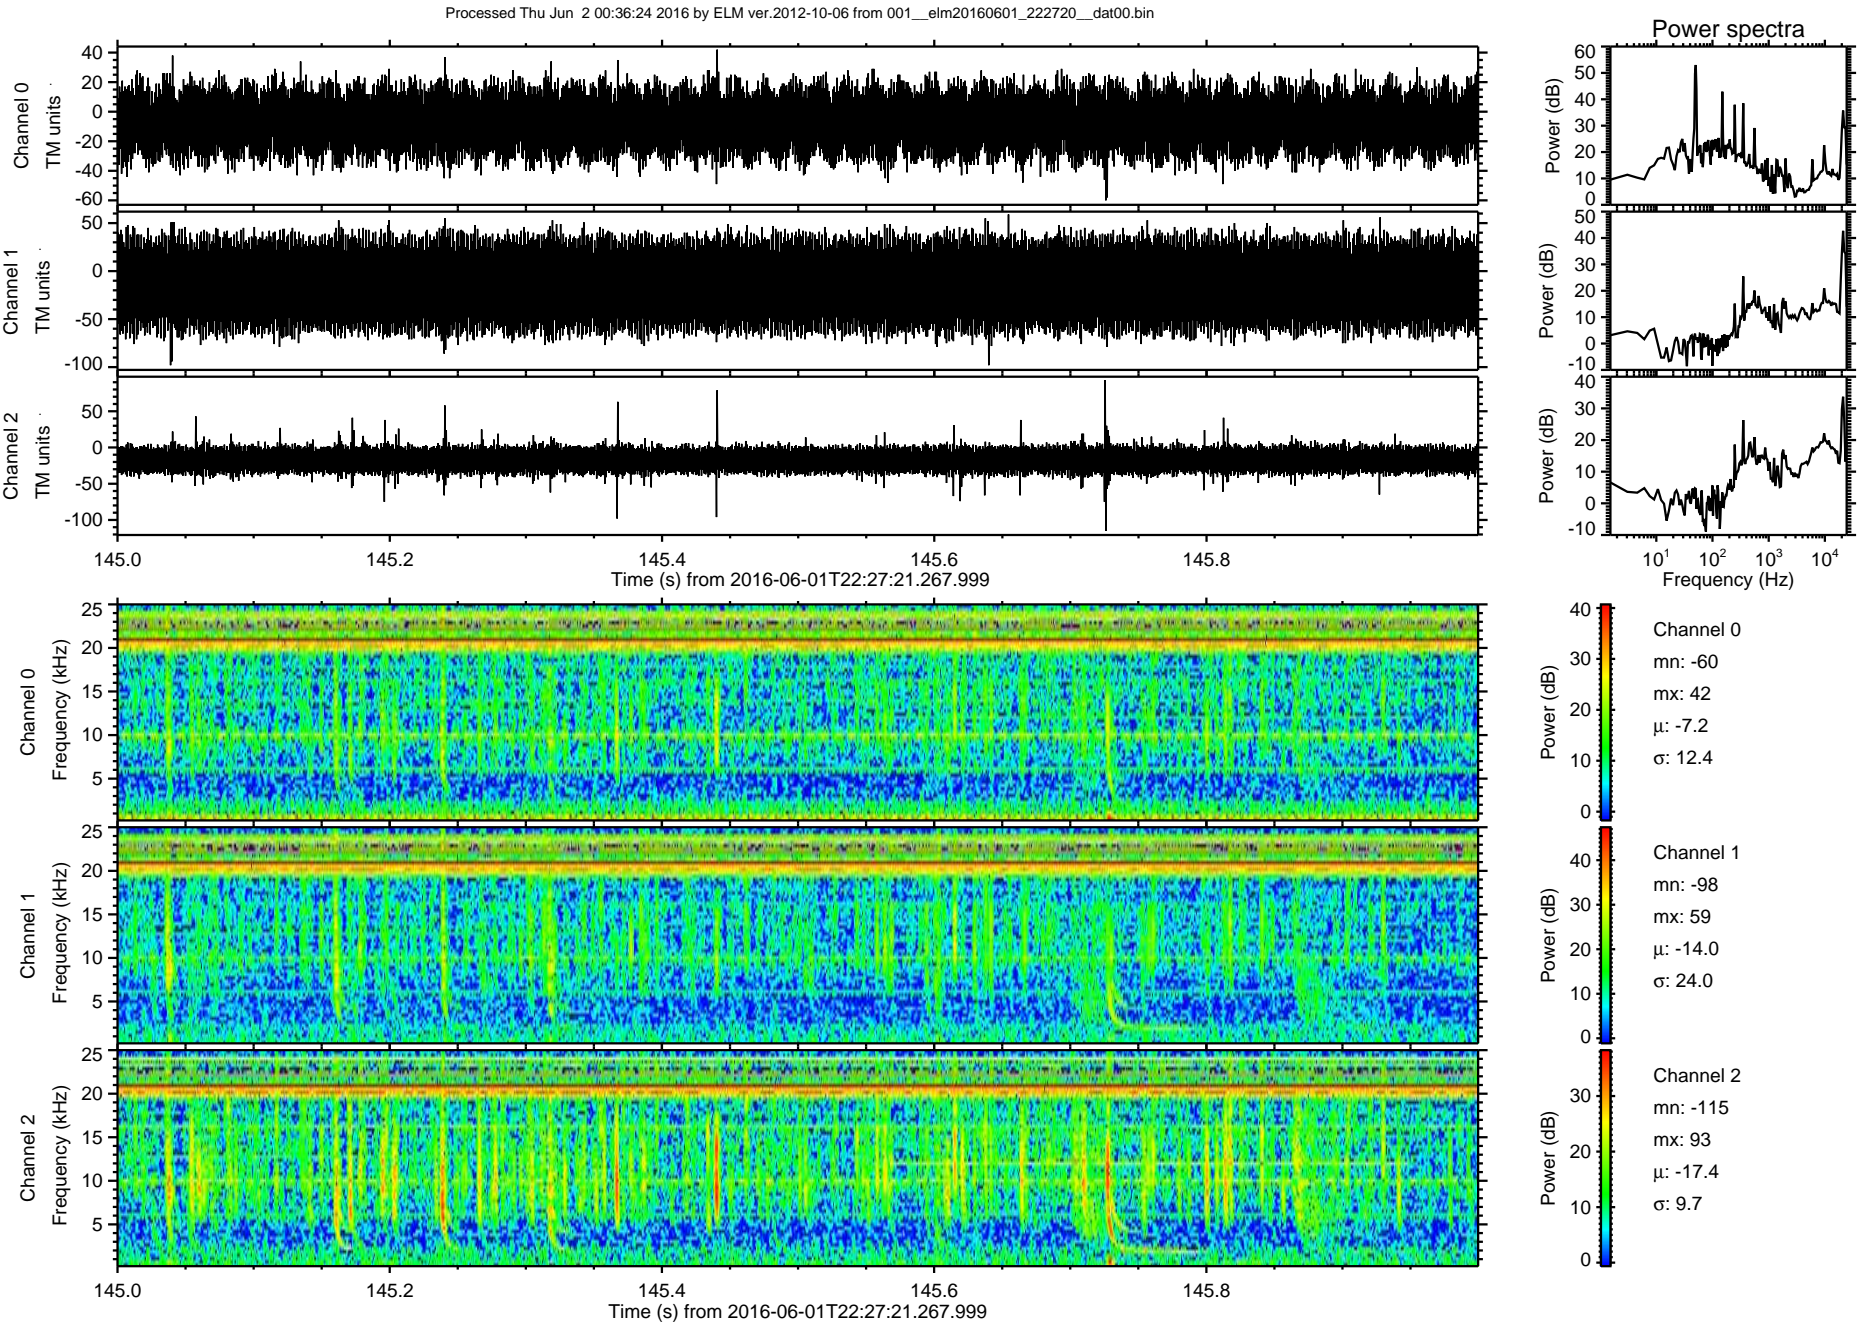 Processed Thu Jun  2 00:36:24 2016 by ELM ver.2012-10-06 from 001__elm20160601_222720__dat00.bin
Power spectra
Channel 0
TM units
40
20
0
-20
-40
-60
Power (dB)
60
50
40
30
20
10
0
Channel 1
TM units
50
0
-50
-100
Power (dB)
50
40
30
20
10
0
-10
Channel 2
TM units
50
0
-50
-100
Power (dB)
40
30
20
10
0
-10
145.0 145.2 145.4 145.6 145.8
Time (s) from 2016-06-01T22:27:21.267.999
10^1 10^2 10^3 10^4
Frequency (Hz)
Channel 0
Frequency (kHz)
25
20
15
10
5
Power (dB)
40
30
20
10
0
Channel 0
mn: -60
mx: 42
μ: -7.2
σ: 12.4
Channel 1
Frequency (kHz)
25
20
15
10
5
Power (dB)
40
30
20
10
0
Channel 1
mn: -98
mx: 59
μ: -14.0
σ: 24.0
Channel 2
Frequency (kHz)
25
20
15
10
5
Power (dB)
30
20
10
0
Channel 2
mn: -115
mx: 93
μ: -17.4
σ: 9.7
145.0 145.2 145.4 145.6 145.8
Time (s) from 2016-06-01T22:27:21.267.999